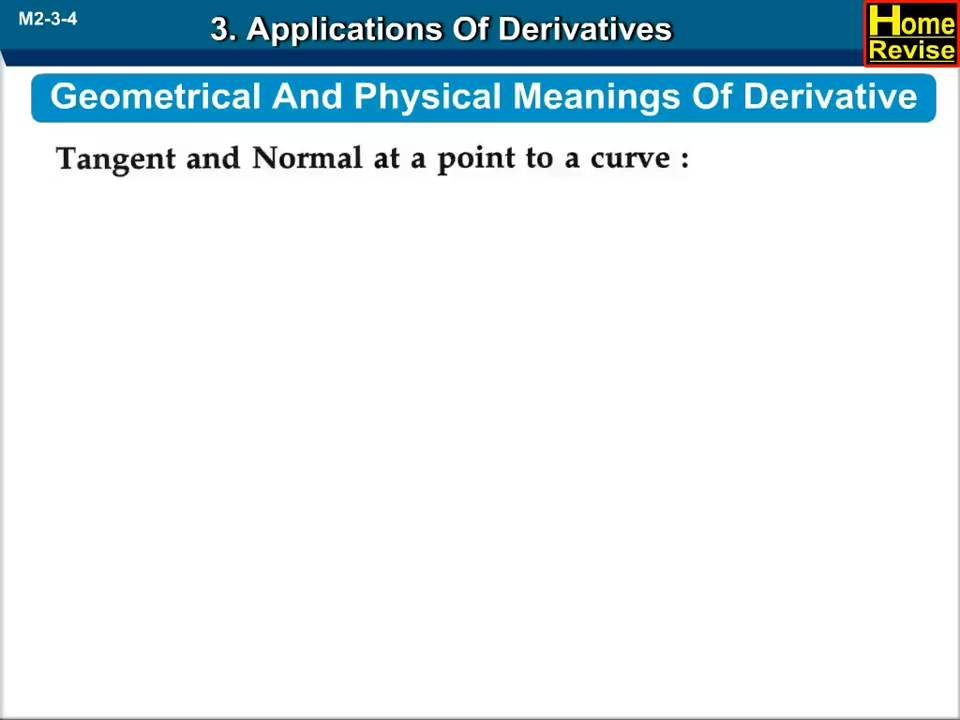 M2-3-4
3. Applications Of Derivatives
Home
Revise
Geometrical And Physical Meanings Of Derivative
Tangent and Normal at a point to a curve :